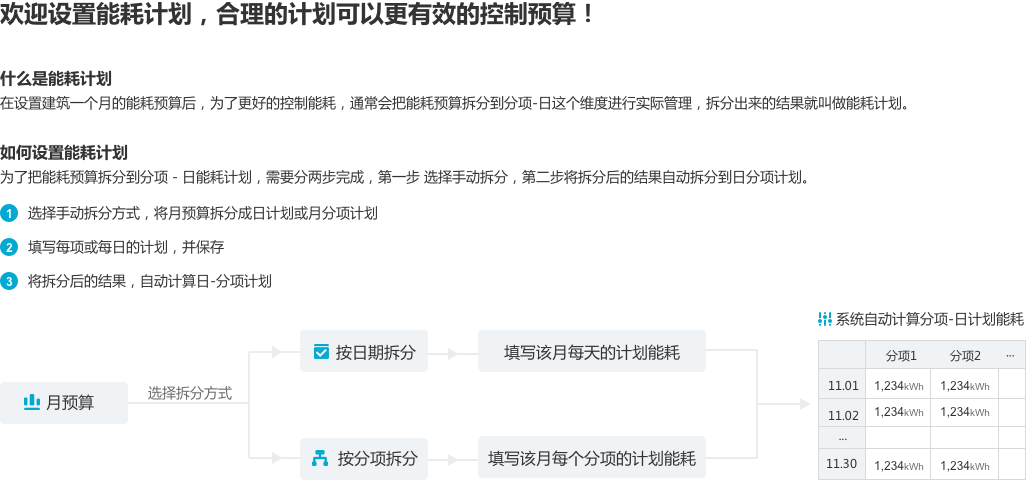 欢迎设置能耗计划，合理的计划可以更有效的控制预算！
什么是能耗计划
在设置建筑一个月的能耗预算后，为了更好的控制能耗，通常会把能耗预算拆分到分项-日这个维度进行实际管理，拆分出来的结果就叫做能耗计划。
如何设置能耗计划
为了把能耗预算拆分到分项 - 日能耗计划，需要分两步完成，第一步 选择手动拆分，第二步将拆分后的结果自动拆分到日分项计划。
1 选择手动拆分方式，将月预算拆分成日计划或月分项计划
2 填写每项或每日的计划，并保存
3 将拆分后的结果，自动计算日-分项计划
月预算
选择拆分方式
按日期拆分
填写该月每天的计划能耗
按分项拆分
填写该月每个分项的计划能耗
系统自动计算分项-日计划能耗
分项1 分项2 ...
11.01 1,234kWh 1,234kWh
11.02 1,234kWh 1,234kWh
...
11.30 1,234kWh 1,234kWh